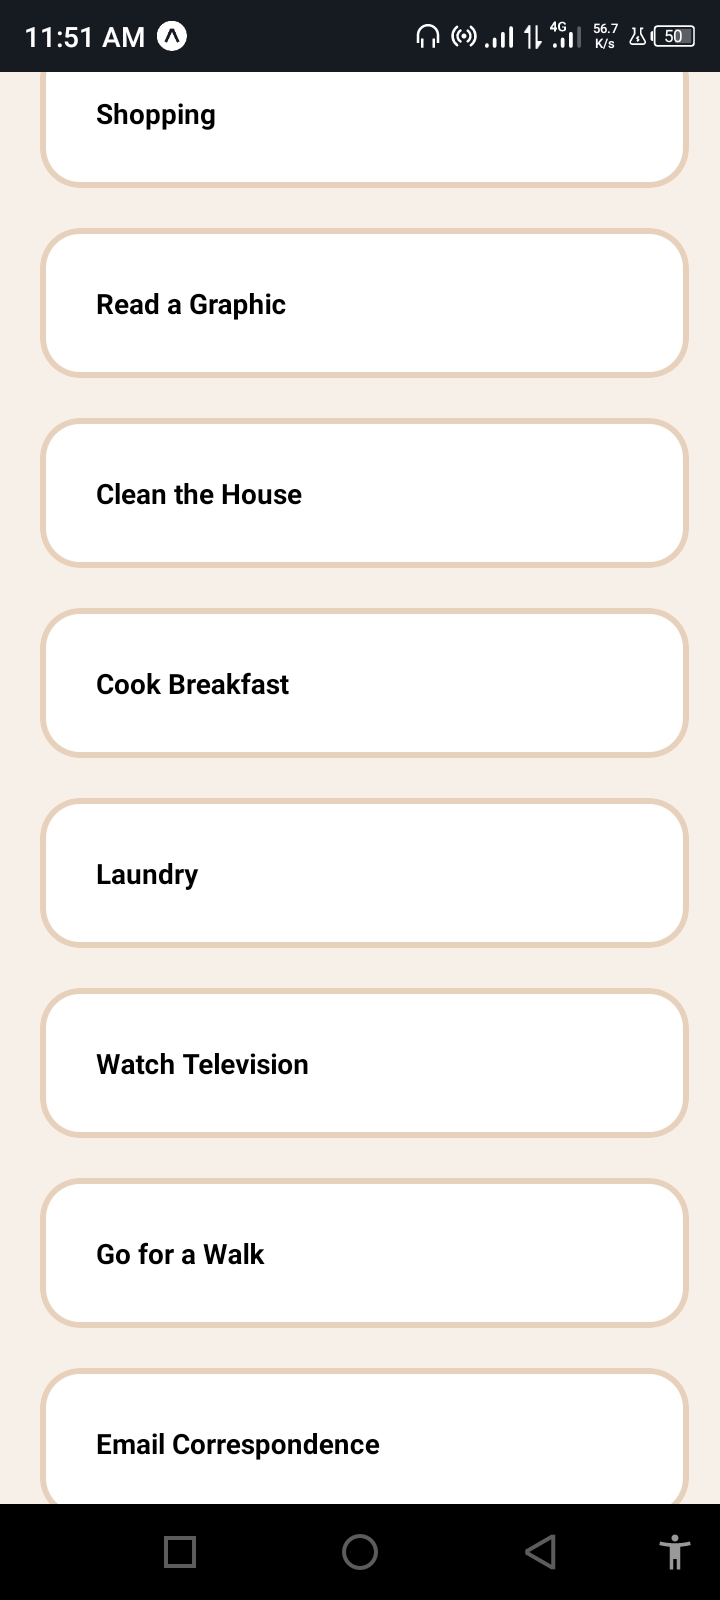 11:51 AM
4G
56.7
K/s
50
Shopping
Read a Graphic
Clean the House
Cook Breakfast
Laundry
Watch Television
Go for a Walk
Email Correspondence